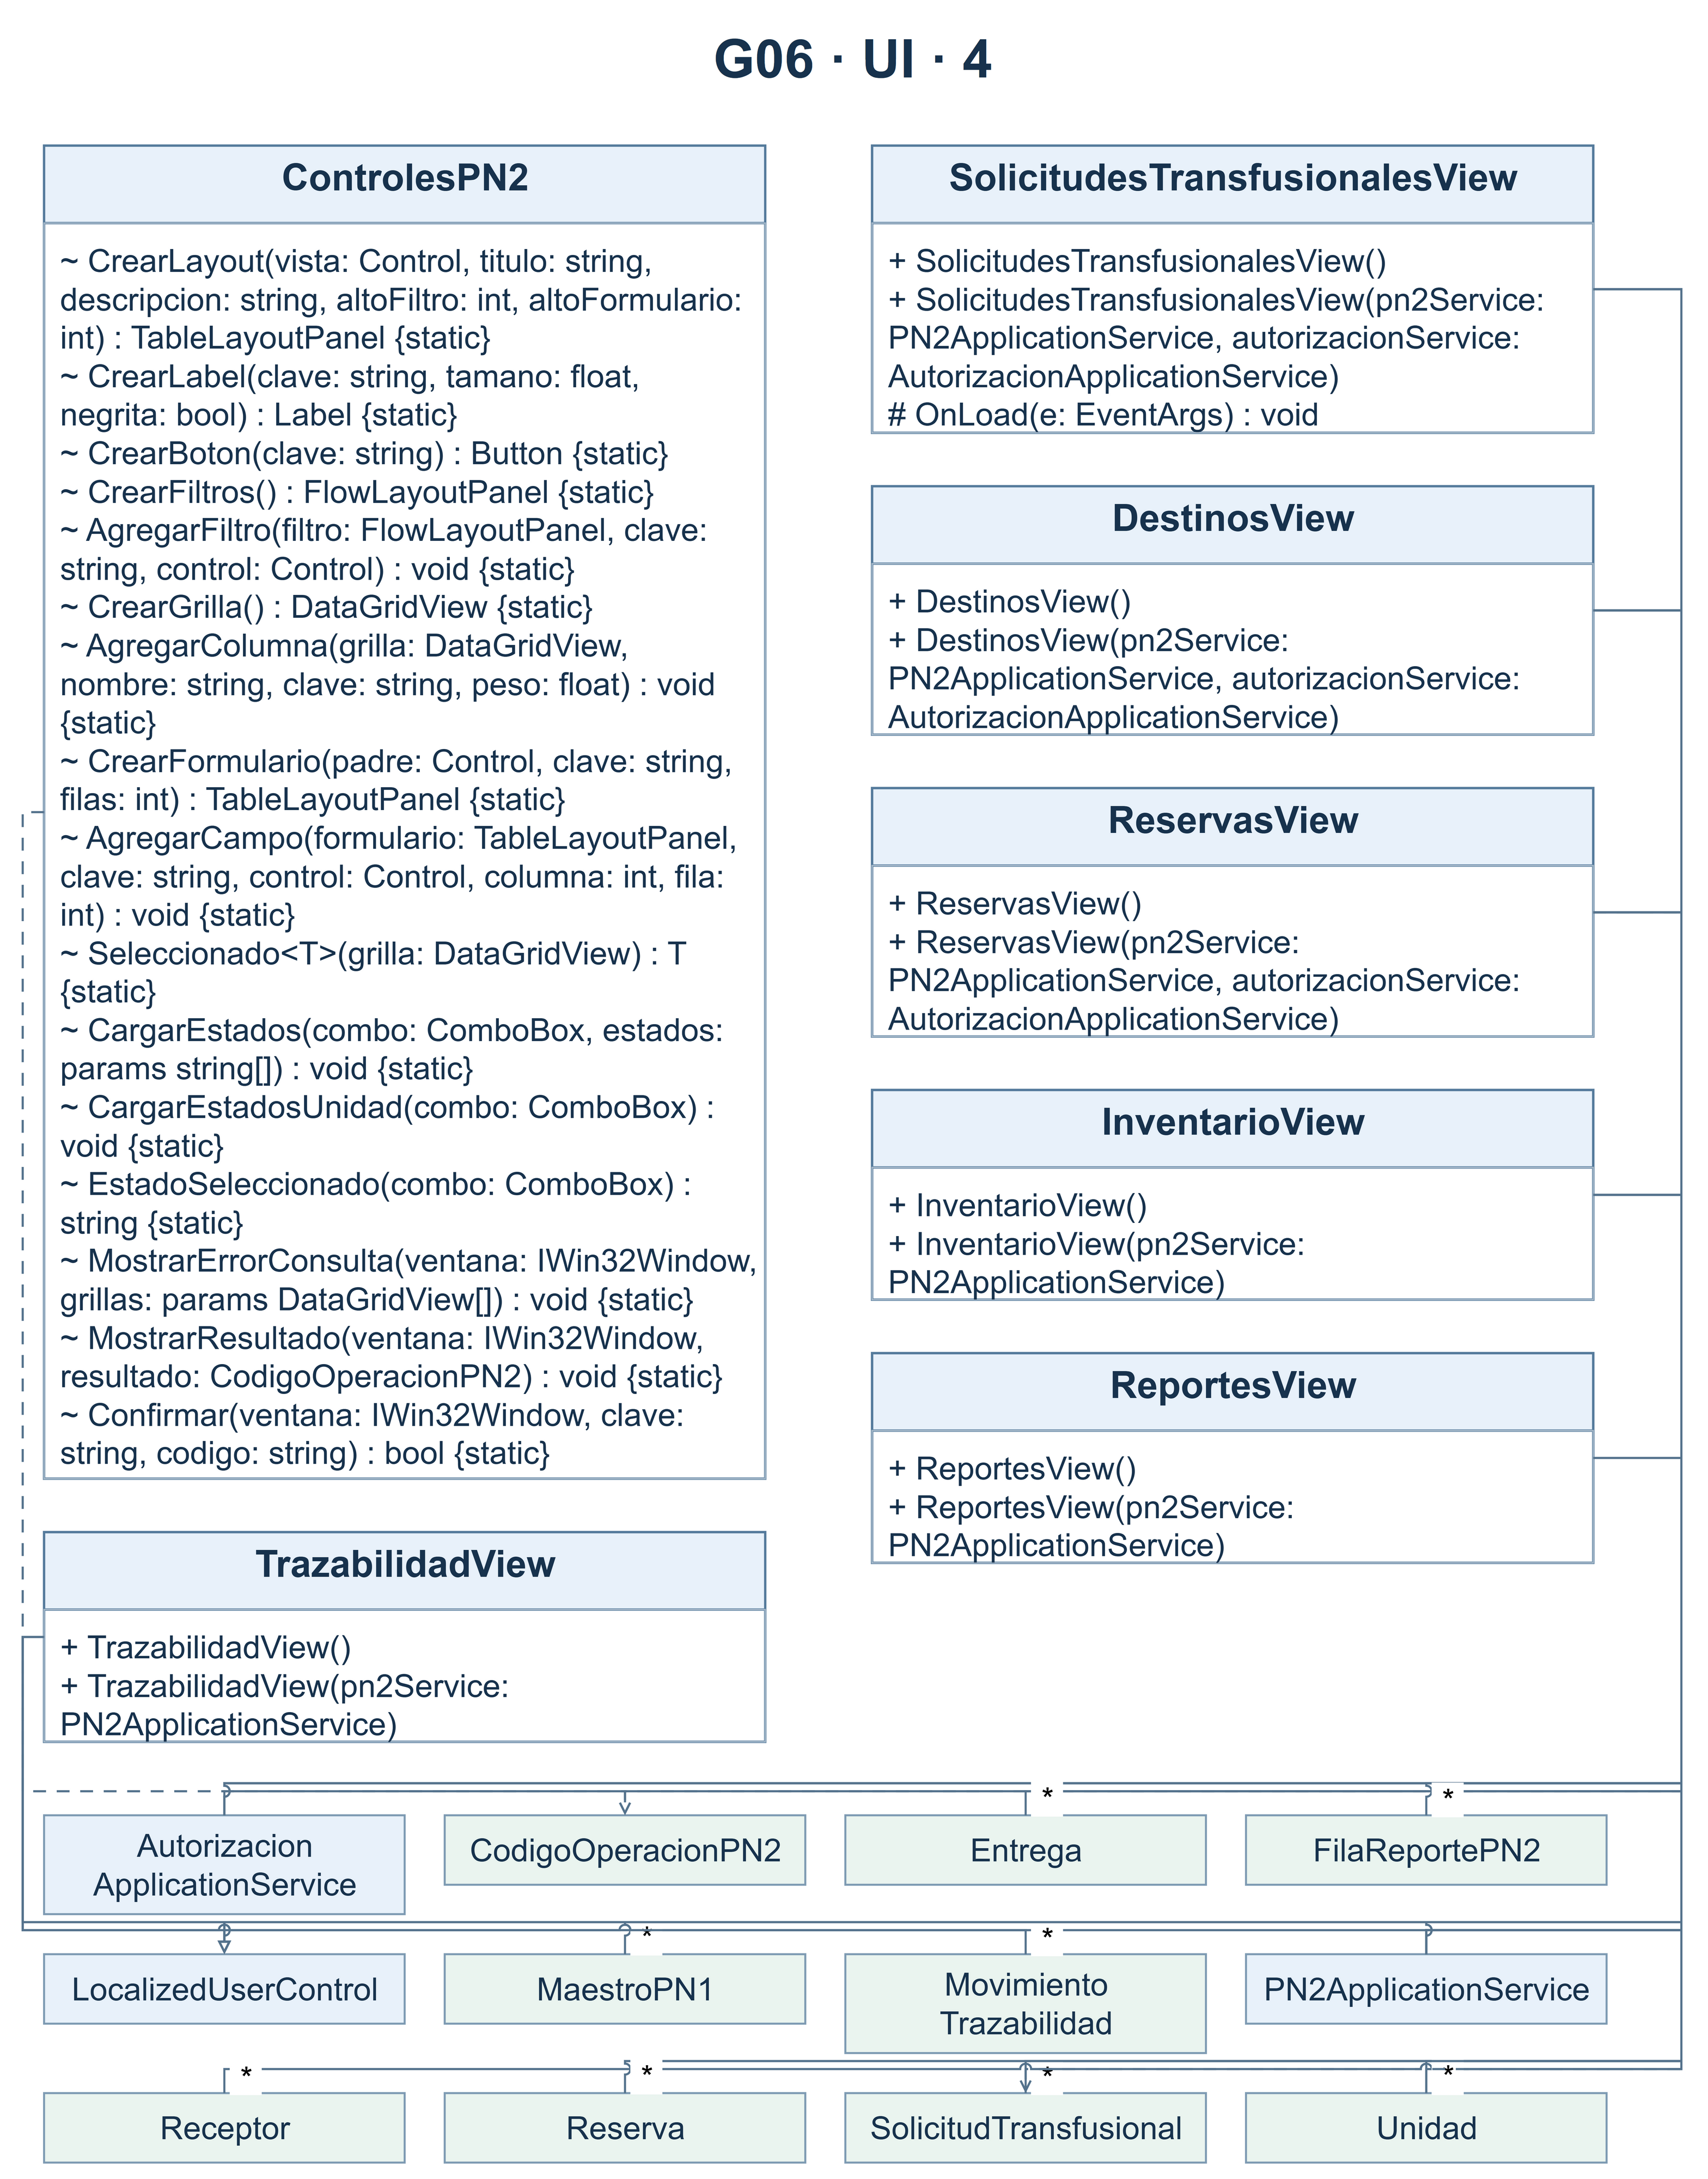 G06 · UI · 4
ControlesPN2
~ CrearLayout(vista: Control, titulo: string,
descripcion: string, altoFiltro: int, altoFormulario:
int) : TableLayoutPanel {static}
~ CrearLabel(clave: string, tamano: float,
negrita: bool) : Label {static}
~ CrearBoton(clave: string) : Button {static}
~ CrearFiltros() : FlowLayoutPanel {static}
~ AgregarFiltro(filtro: FlowLayoutPanel, clave:
string, control: Control) : void {static}
~ CrearGrilla() : DataGridView {static}
~ AgregarColumna(grilla: DataGridView,
nombre: string, clave: string, peso: float) : void
{static}
~ CrearFormulario(padre: Control, clave: string,
filas: int) : TableLayoutPanel {static}
~ AgregarCampo(formulario: TableLayoutPanel,
clave: string, control: Control, columna: int, fila:
int) : void {static}
~ Seleccionado<T>(grilla: DataGridView) : T
{static}
~ CargarEstados(combo: ComboBox, estados:
params string[]) : void {static}
~ CargarEstadosUnidad(combo: ComboBox) :
void {static}
~ EstadoSeleccionado(combo: ComboBox) :
string {static}
~ MostrarErrorConsulta(ventana: IWin32Window,
grillas: params DataGridView[]) : void {static}
~ MostrarResultado(ventana: IWin32Window,
resultado: CodigoOperacionPN2) : void {static}
~ Confirmar(ventana: IWin32Window, clave:
string, codigo: string) : bool {static}
TrazabilidadView
+ TrazabilidadView()
+ TrazabilidadView(pn2Service:
PN2ApplicationService)
SolicitudesTransfusionalesView
+ SolicitudesTransfusionalesView()
+ SolicitudesTransfusionalesView(pn2Service:
PN2ApplicationService, autorizacionService:
AutorizacionApplicationService)
# OnLoad(e: EventArgs) : void
DestinosView
+ DestinosView()
+ DestinosView(pn2Service:
PN2ApplicationService, autorizacionService:
AutorizacionApplicationService)
ReservasView
+ ReservasView()
+ ReservasView(pn2Service:
PN2ApplicationService, autorizacionService:
AutorizacionApplicationService)
InventarioView
+ InventarioView()
+ InventarioView(pn2Service:
PN2ApplicationService)
ReportesView
+ ReportesView()
+ ReportesView(pn2Service:
PN2ApplicationService)
* *
Autorizacion
ApplicationService
CodigoOperacionPN2
Entrega
FilaReportePN2
* *
LocalizedUserControl
MaestroPN1
Movimiento
Trazabilidad
PN2ApplicationService
* * * *
Receptor
Reserva
SolicitudTransfusional
Unidad